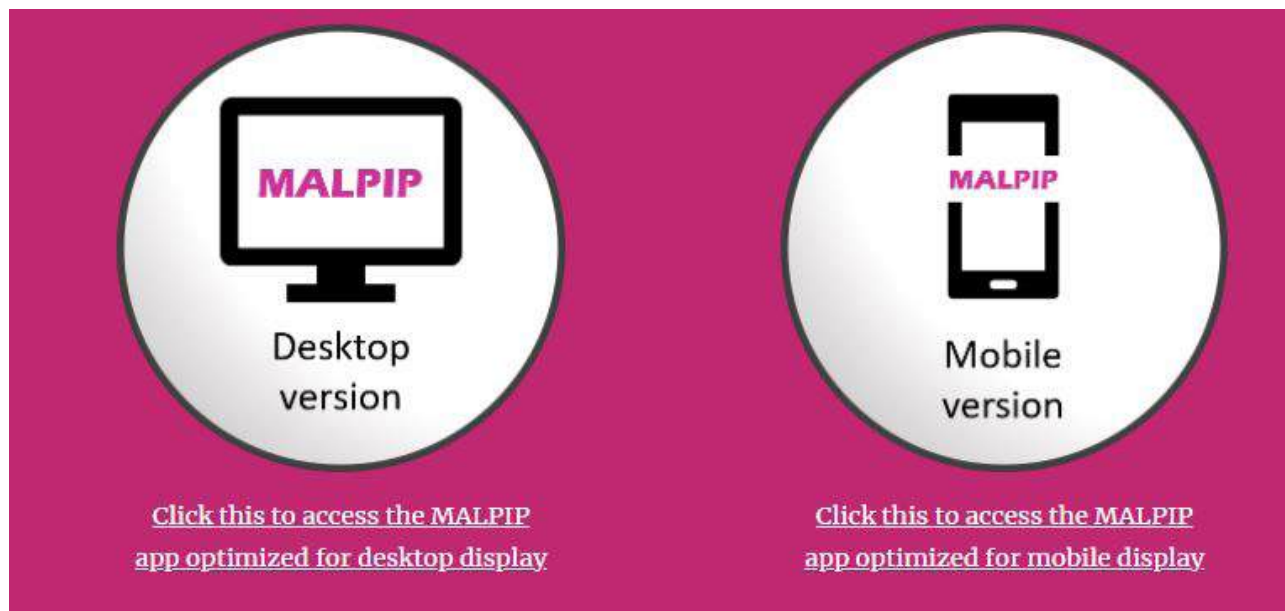 MALPIP
Desktop
version
Click this to access the MALPIP
app optimized for desktop display
MALPIP
Mobile
version
Click this to access the MALPIP
app optimized for mobile display